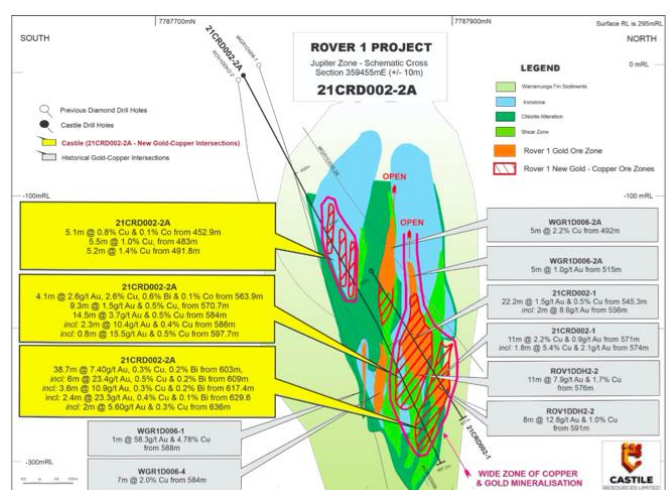 7787700mN
7787900mN
Surface RL is 295mRL
SOUTH
NORTH
0 mRL
21CRD002-2A
ROVER 1 PROJECT
Jupiter Zone - Schematic Cross
Section 359455mE (+/- 10m)
21CRD002-2A
LEGEND
Warramunga Fm Sediments
Ironstone
Chlorite Alteration
Shear Zone
Rover 1 Gold Ore Zone
Rover 1 New Gold - Copper Ore Zones
Previous Diamond Drill Holes
Castile Drill Holes
Castile (21CRD002-2A - New Gold-Copper Intersections)
Historical Gold-Copper Intersections
-100mRL
-100 mRL
OPEN
OPEN
21CRD002-2A
5.1m @ 0.8% Cu & 0.1% Co from 452.9m
5.5m @ 1.0% Cu, from 483m
5.2m @ 1.4% Cu from 491.8m
21CRD002-2A
4.1m @ 2.6g/t Au, 2.6% Cu, 0.6% Bi & 0.1% Co from 563.9m
9.3m @ 1.5g/t Au & 0.5% Cu, from 570.7m
14.5m @ 3.7g/t Au & 0.5% Cu from 584m
incl: 2.3m @ 10.4g/t Au & 0.4% Cu from 586m
incl: 0.8m @ 15.5g/t Au & 0.5% Cu from 597.7m
21CRD002-2A
38.7m @ 7.40g/t Au, 0.3% Cu, 0.2% Bi from 603m,
incl: 6m @ 23.4g/t Au, 0.5% Cu & 0.2% Bi from 609m
incl: 3.6m @ 10.9g/t Au, 0.3% Cu & 0.2% Bi from 617.4m
incl: 2.4m @ 23.3g/t Au, 0.4% Cu & 0.1% Bi from 629.6
incl: 2m @ 5.60g/t Au & 0.3% Cu from 636m
WGR1D006-1
1m @ 58.3g/t Au & 4.78% Cu
from 588m
WGR1D006-4
7m @ 2.0% Cu from 584m
WGR1D006-2A
5m @ 2.2% Cu from 492m
WGR1D006-2A
5m @ 1.0g/t Au from 515m
21CRD002-1
22.2m @ 1.5g/t Au & 0.5% Cu from 545.3m
incl: 2m @ 8.6g/t Au from 556m
21CRD002-1
11m @ 2.2% Cu & 0.9g/t Au from 571m
incl: 1.8m @ 5.4% Cu & 2.1g/t Au from 574m
ROV1DDH2-2
11m @ 7.9g/t Au & 1.7% Cu
from 576m
ROV1DDH2-2
8m @ 12.8g/t Au & 1.0% Cu
from 591m
21CRD002-1
-300mRL
WIDE ZONE OF COPPER
& GOLD MINERALISATION
CASTILE
RESOURCES LIMITED